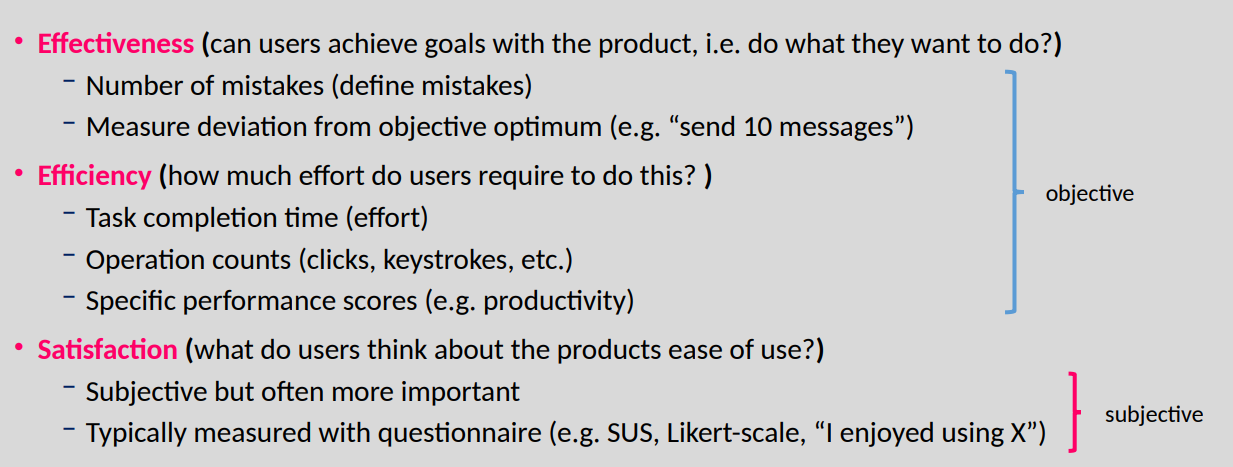 • Effectiveness (can users achieve goals with the product, i.e. do what they want to do?)
– Number of mistakes (define mistakes)
– Measure deviation from objective optimum (e.g. “send 10 messages”)
• Efficiency (how much effort do users require to do this? )
objective
– Task completion time (effort)
– Operation counts (clicks, keystrokes, etc.)
– Specific performance scores (e.g. productivity)
• Satisfaction (what do users think about the products ease of use?)
– Subjective but often more important
subjective
– Typically measured with questionnaire (e.g. SUS, Likert-scale, “I enjoyed using X”)